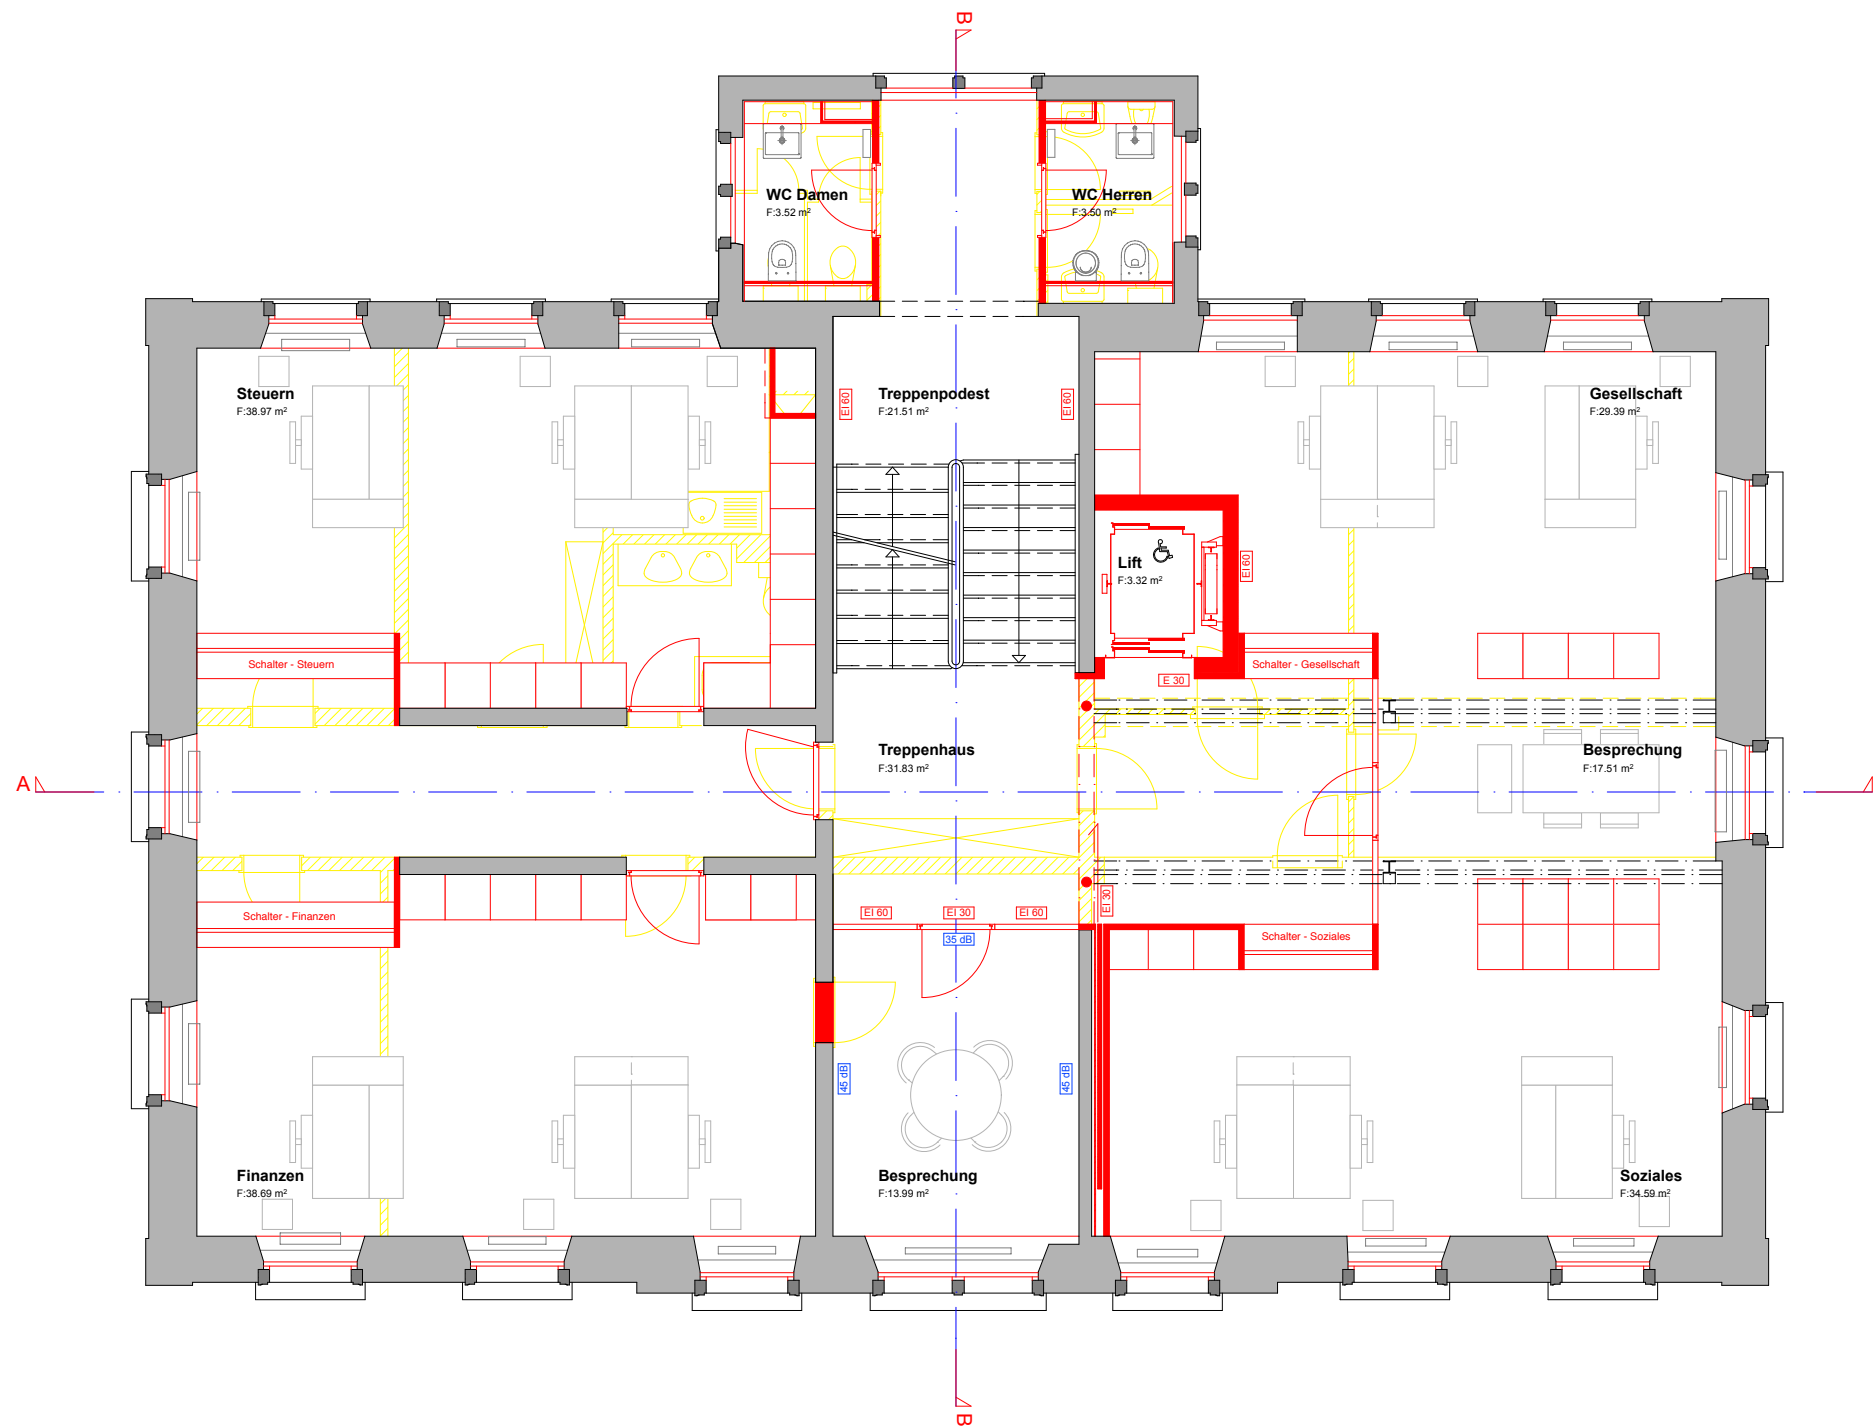 B
WC Damen
F:3.52 m²
WC Herren
F:3.50 m²
Steuern
F:38.97 m²
EI 60
Treppenpodest
F:21.51 m²
EI 60
Gesellschaft
F:29.39 m²
Lift
F:3.32 m²
EI 60
Schalter - Steuern
Schalter - Gesellschaft
E 30
Treppenhaus
F:31.83 m²
Besprechung
F:17.51 m²
A
Schalter - Finanzen
EI 60
EI 30
EI 60
EI 30
35 dB
Schalter - Soziales
45 dB
45 dB
Finanzen
F:38.69 m²
Besprechung
F:13.99 m²
Soziales
F:34.59 m²
B